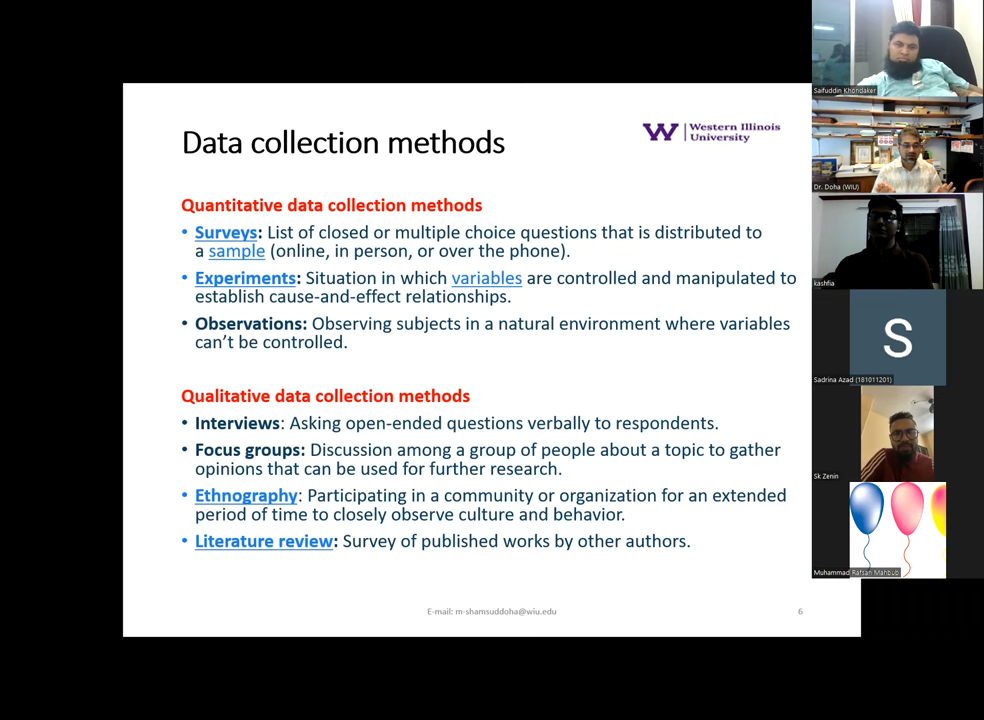 Data collection methods
Western Illinois
University
Quantitative data collection methods
• Surveys: List of closed or multiple choice questions that is distributed to
a sample (online, in person, or over the phone).
• Experiments: Situation in which variables are controlled and manipulated to
establish cause-and-effect relationships.
• Observations: Observing subjects in a natural environment where variables
can’t be controlled.
Qualitative data collection methods
• Interviews: Asking open-ended questions verbally to respondents.
• Focus groups: Discussion among a group of people about a topic to gather
opinions that can be used for further research.
• Ethnography: Participating in a community or organization for an extended
period of time to closely observe culture and behavior.
• Literature review: Survey of published works by other authors.
E-mail: m-shamsuddoha@wiu.edu
6
Saifuddin Khondaker
Dr. Doha (WIU)
kashfia
S
Sadrina Azad (181011201)
Sk Zenin
Muhammad Rafsan Mahbub